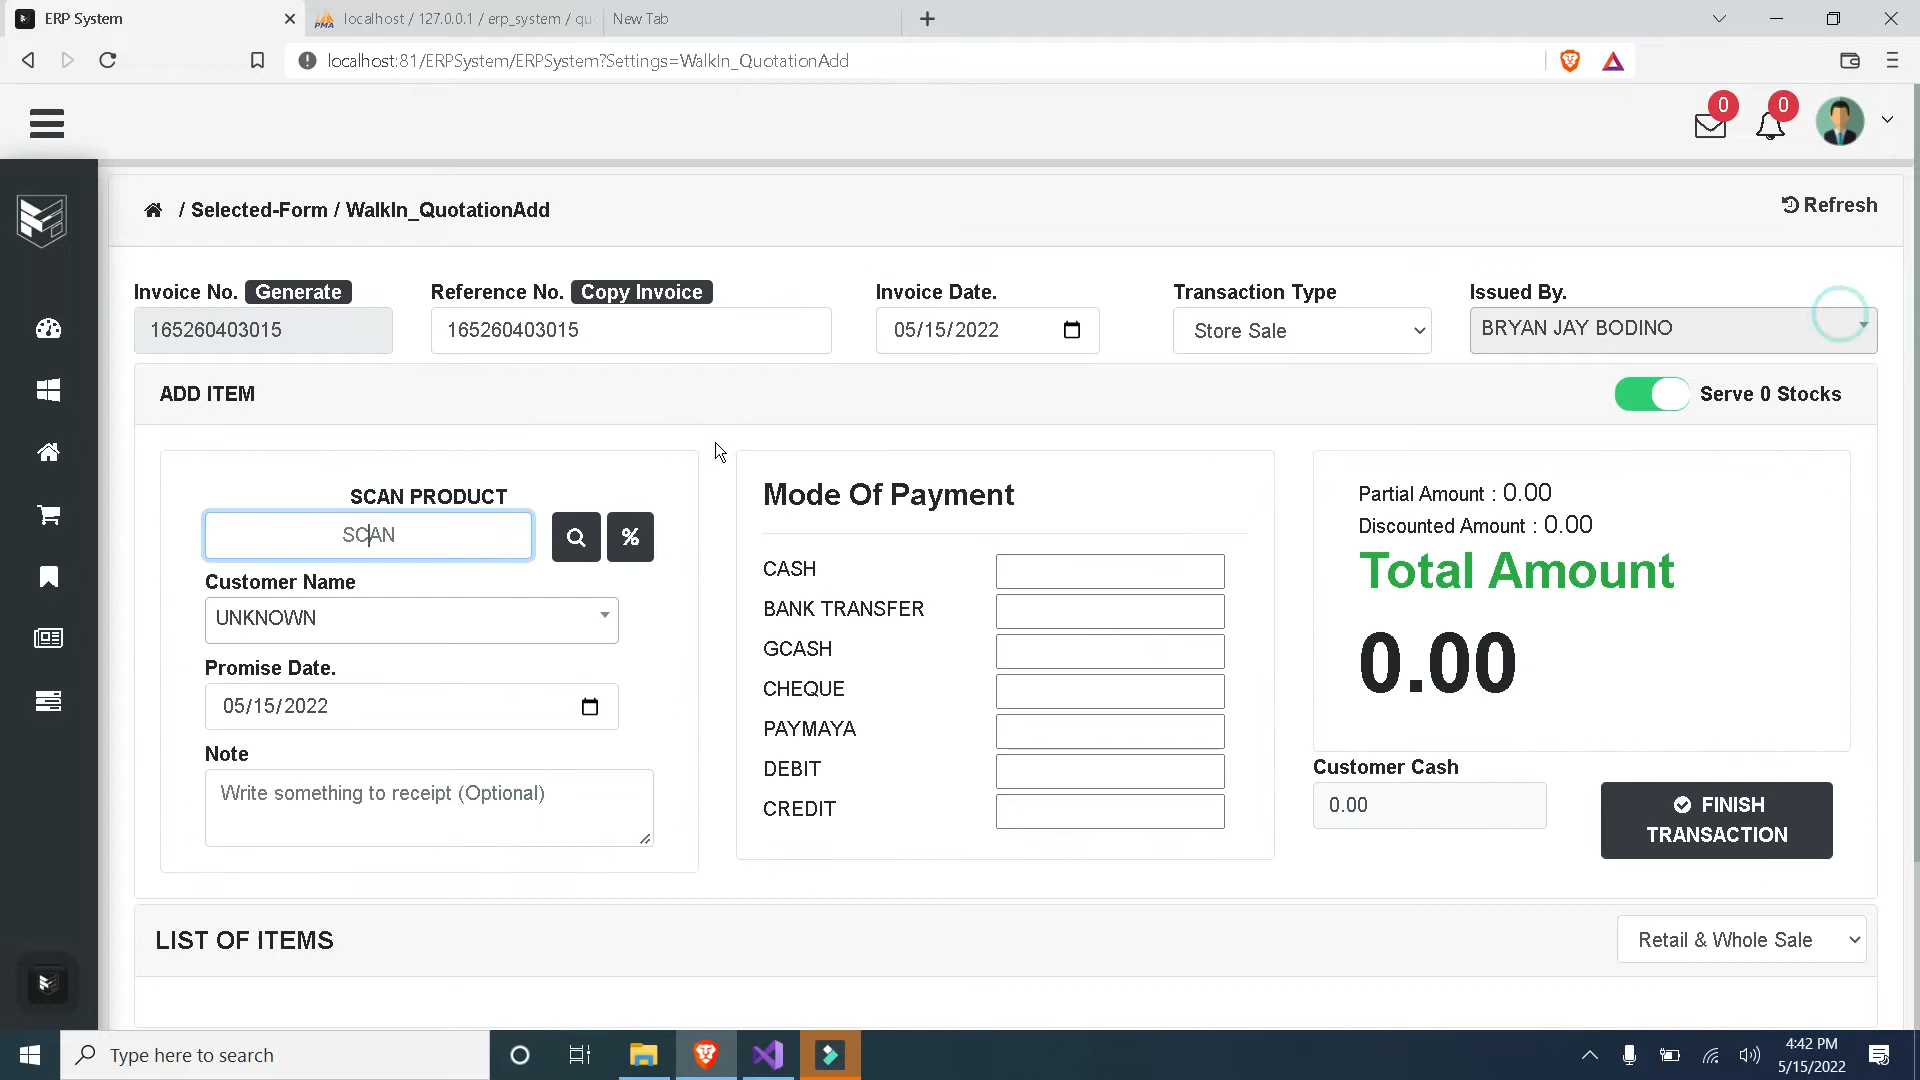 ERP System
localhost / 127.0.0.1 / erp_system / qu
New Tab
localhost:81/ERPSystem/ERPSystem?Settings=WalkIn_QuotationAdd
0
0
/ Selected-Form / WalkIn_QuotationAdd
Refresh
Invoice No. Generate
Reference No. Copy Invoice
Invoice Date.
Transaction Type
Issued By.
165260403015
165260403015
05/15/2022
Store Sale
BRYAN JAY BODINO
ADD ITEM
Serve 0 Stocks
SCAN PRODUCT
SCAN
%
Customer Name
UNKNOWN
Promise Date.
05/15/2022
Note
Write something to receipt (Optional)
Mode Of Payment
CASH
BANK TRANSFER
GCASH
CHEQUE
PAYMAYA
DEBIT
CREDIT
Partial Amount : 0.00
Discounted Amount : 0.00
Total Amount
0.00
Customer Cash
0.00
FINISH
TRANSACTION
LIST OF ITEMS
Retail & Whole Sale
Type here to search
4:42 PM
5/15/2022